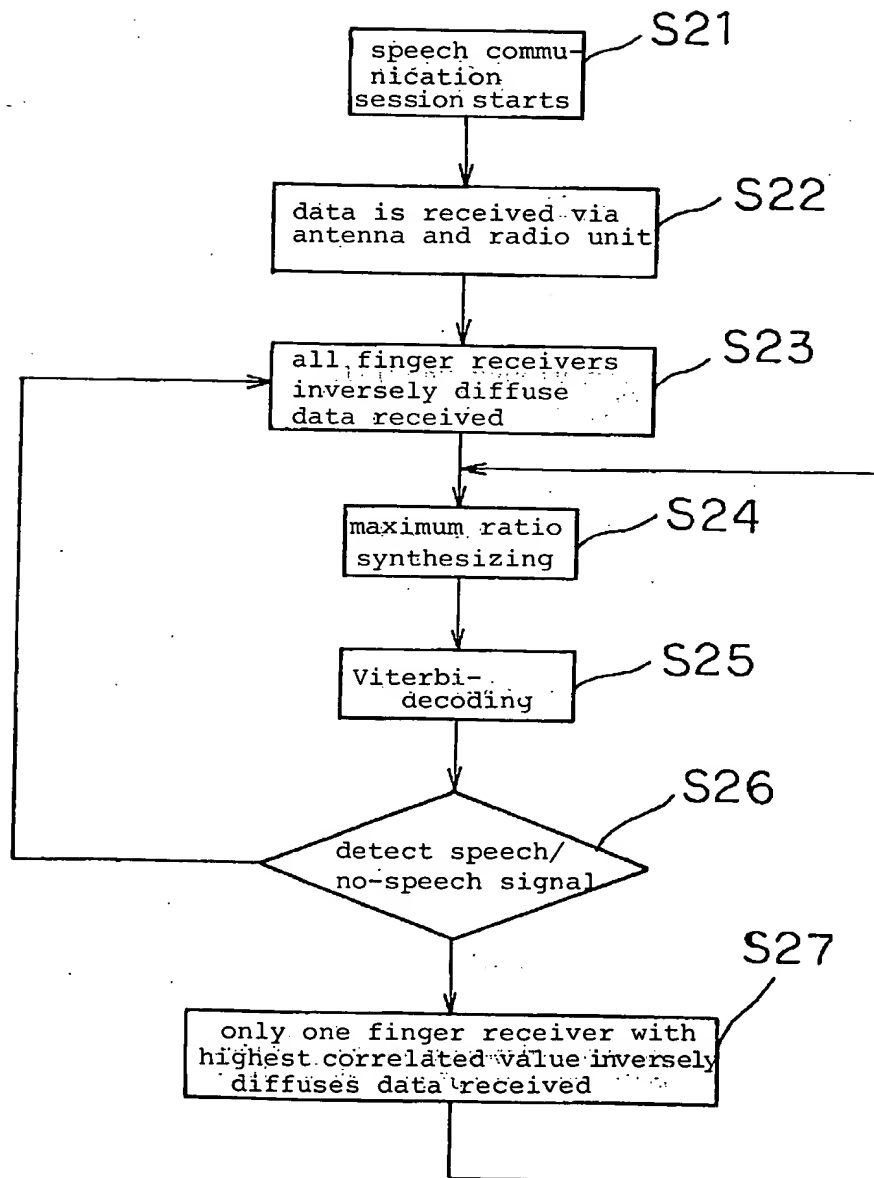 S21
speech commu-
nication
session starts
S22
data is received via
antenna and radio unit
S23
all finger receivers
inversely diffuse
data received
S24
maximum ratio
synthesizing
S25
Viterbi-
decoding
S26
detect speech/
no-speech signal
S27
only one finger receiver with
highest correlated value inversely
diffuses data received